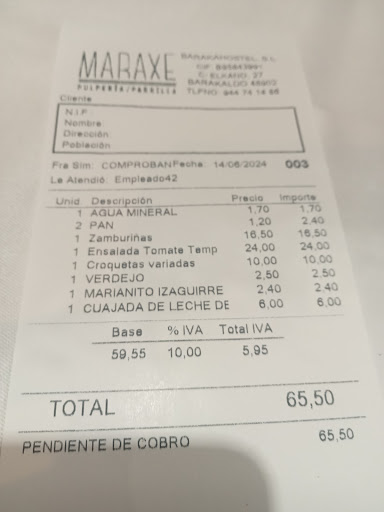 MARAXE
PULPERÍA/PARRILLA
BARAKAHOSTEL, S.L.
C/ ELKANO, 27
BARAKALDO 48902
TLFNO: 944 74 14 88
Cliente
N.I.F.:
Nombre:
Dirección:
Población:
Fra Sim: COMPROBAN Fecha: 14/06/2024 003
Le Atendió: Empleado42
Unid Descripción Precio Importe
1 AGUA MINERAL 1,70 1,70
2 PAN 1,20 2,40
1 Zamburiñas 16,50 16,50
1 Ensalada Tomate Temp 24,00 24,00
1 Croquetas variadas 10,00 10,00
1 VERDEJO 2,50 2,50
1 MARIANITO IZAGUIRRE 2,40 2,40
1 CUAJADA DE LECHE DE 6,00 6,00
Base % IVA Total IVA
59,55 10,00 5,95
TOTAL 65,50
PENDIENTE DE COBRO 65,50